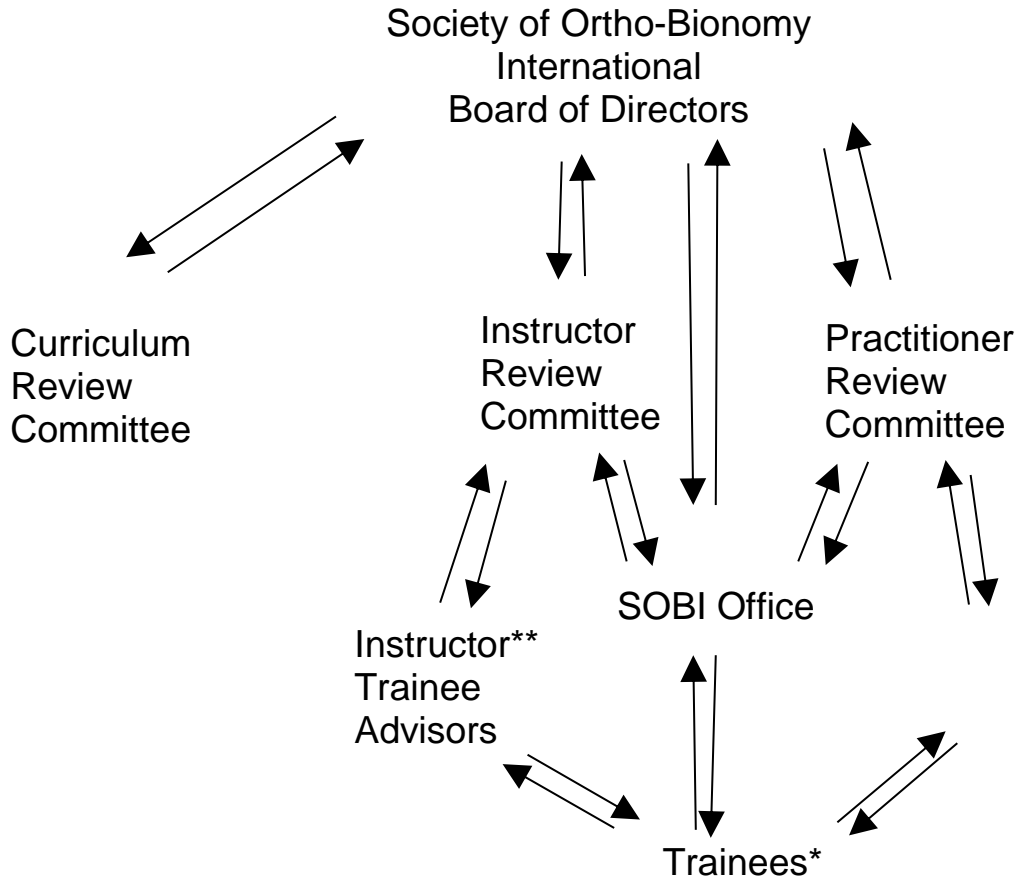 Society of Ortho-Bionomy
International
Board of Directors
Curriculum
Review
Committee
Instructor
Review
Committee
Practitioner
Review
Committee
SOBI Office
Instructor**
Trainee
Advisors
Trainees*